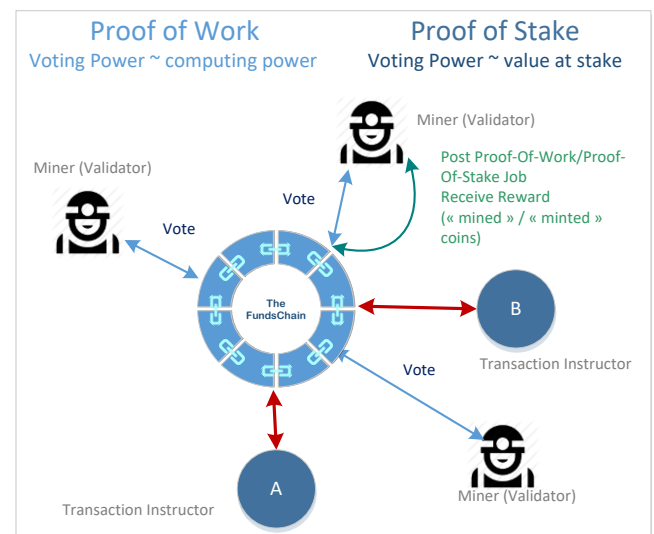 Proof of Work
Voting Power ~ computing power
Proof of Stake
Voting Power ~ value at stake
Miner (Validator)
Post Proof-Of-Work/Proof-
Of-Stake Job
Receive Reward
(« mined » / « minted »
coins)
Miner (Validator)
Vote
Vote
The
FundsChain
B
Transaction Instructor
Vote
A
Transaction Instructor
Miner (Validator)